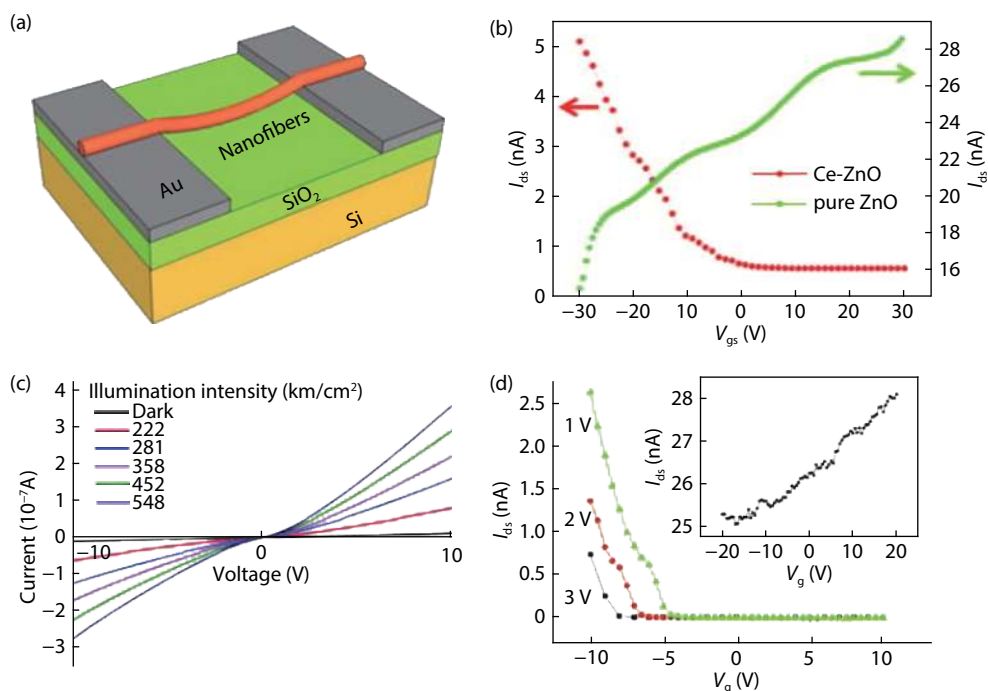 (a)
Nanofibers
Au
SiO2
Si
(b)
5
4
3
2
1
0
Ids (nA)
28
26
24
22
20
18
16
Ids (nA)
Ce-ZnO
pure ZnO
−30 −20 10 0 10 20 30
Vgs (V)
(c)
4
3
2
1
0
−1
−2
−3
Current (10−7A)
Illumination intensity (km/cm2)
Dark
222
281
358
452
548
−10 0 10
Voltage (V)
(d)
2.5
2.0
1.5
1.0
0.5
0
Ids (nA)
1 V
2 V
3 V
−10 −5 0 5 10
Vg (V)
28
27
26
25
Ids (nA)
−20 −10 0 10 20
Vg (V)